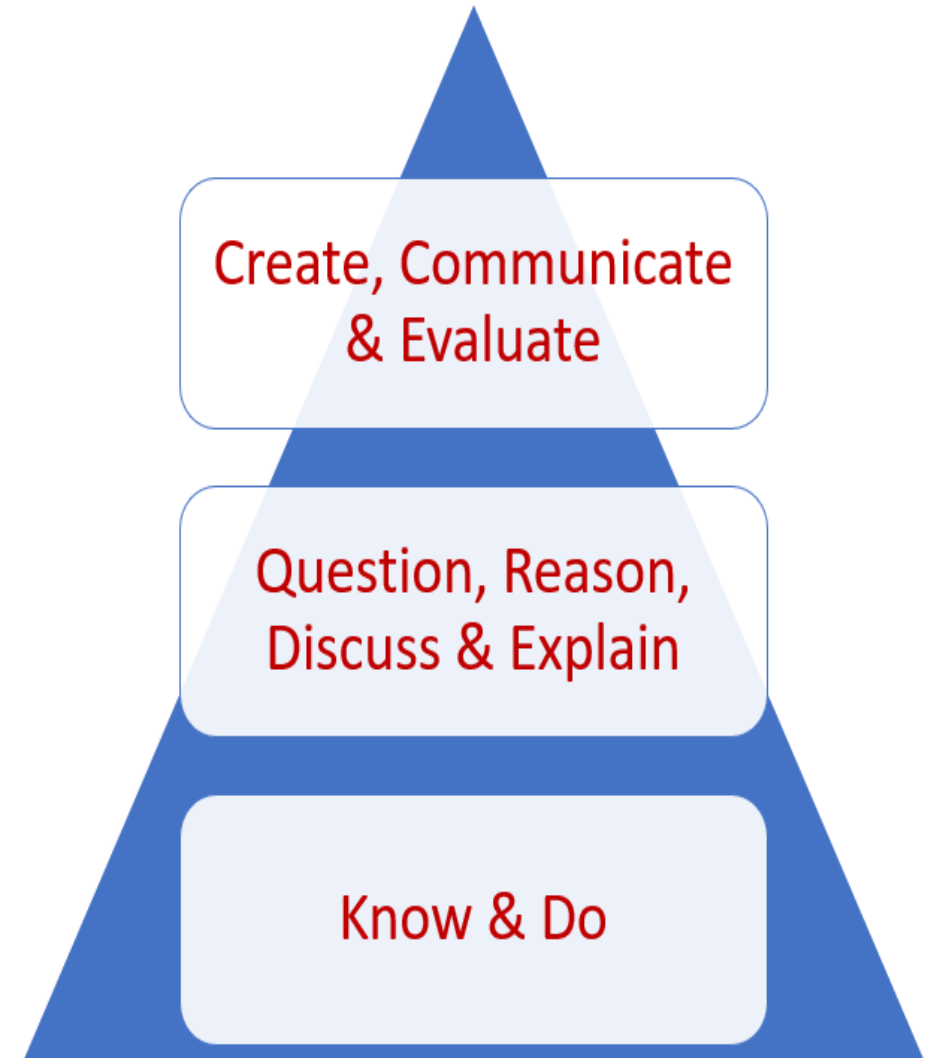 Create, Communicate
& Evaluate
Question, Reason,
Discuss & Explain
Know & Do